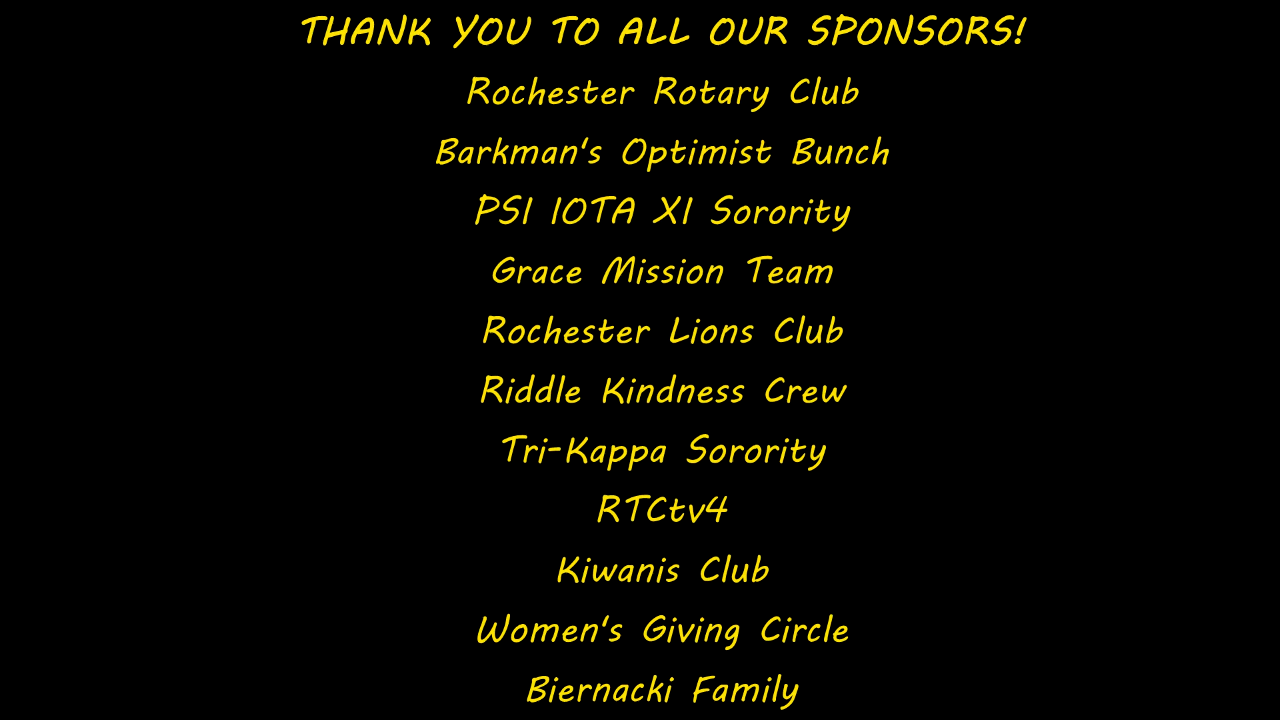 THANK YOU TO ALL OUR SPONSORS!
Rochester Rotary Club
Barkman's Optimist Bunch
PSI IOTA XI Sorority
Grace Mission Team
Rochester Lions Club
Riddle Kindness Crew
Tri-Kappa Sorority
RTCtv4
Kiwanis Club
Women's Giving Circle
Biernacki Family